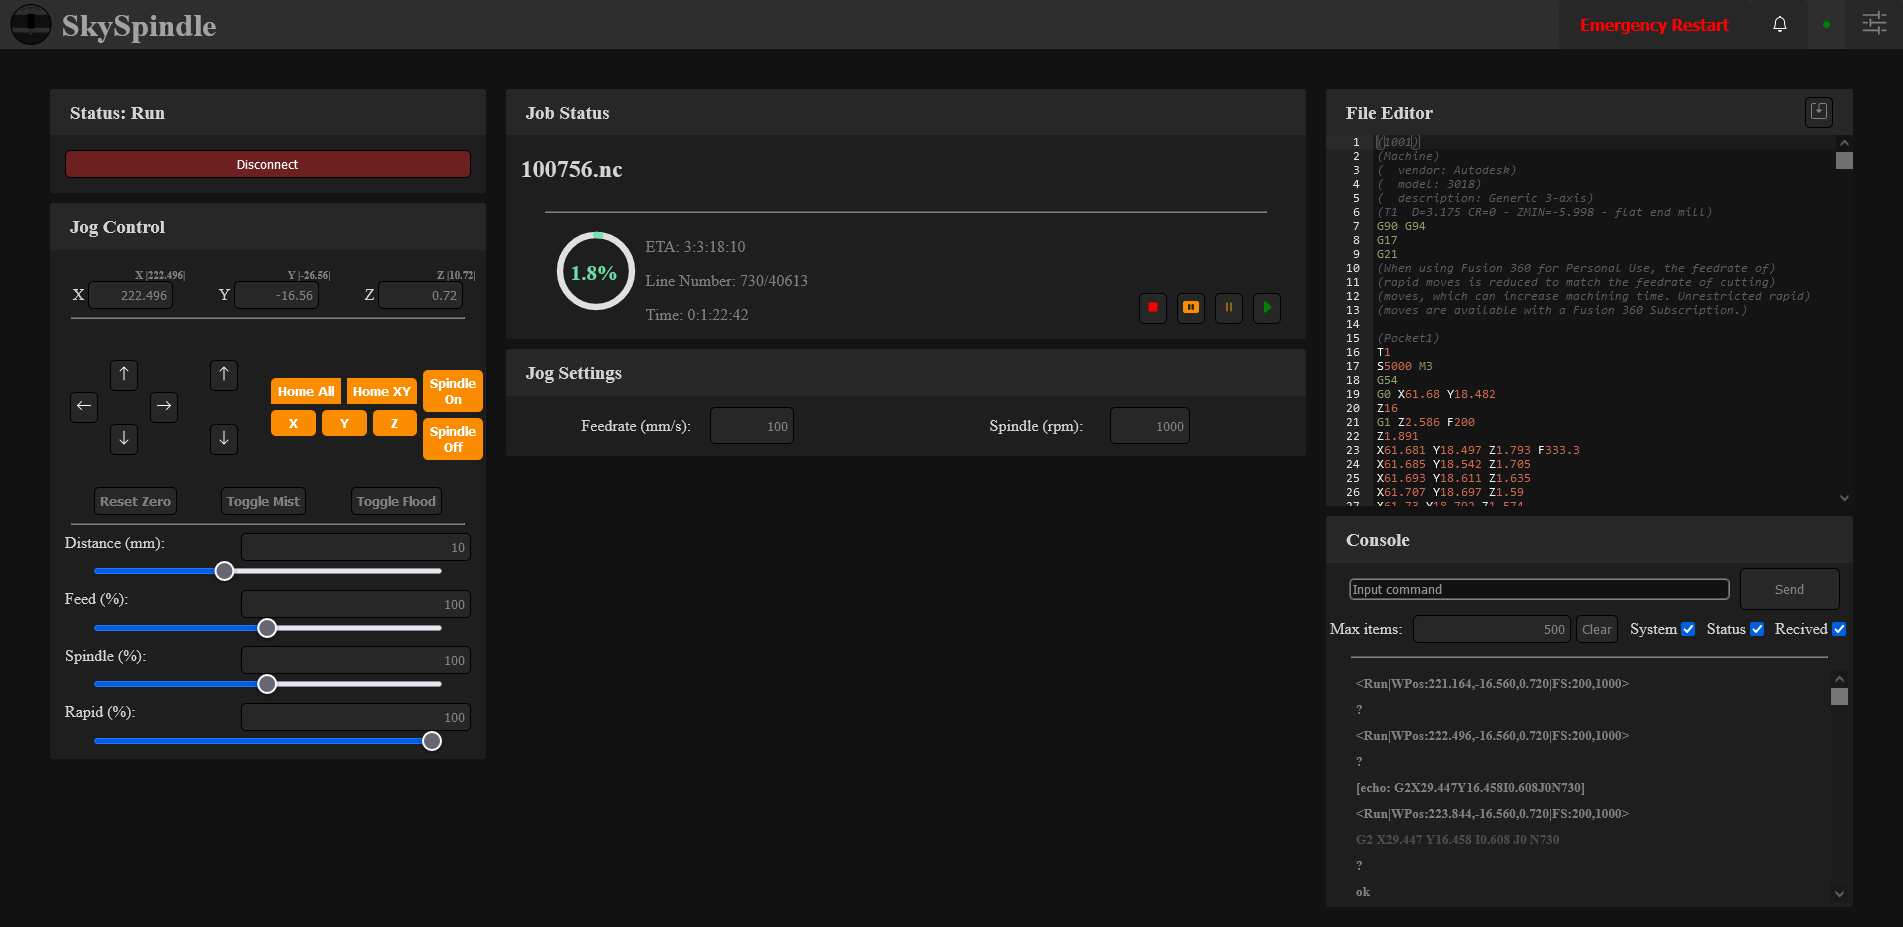 SkySpindle
Emergency Restart
Status: Run
Disconnect
Jog Control
X |222.496|
Y |-26.56|
Z |10.72|
X 222.496
Y -16.56
Z 0.72
Home All
Home XY
Spindle On
X
Y
Z
Spindle Off
Reset Zero
Toggle Mist
Toggle Flood
Distance (mm): 10
Feed (%): 100
Spindle (%): 100
Rapid (%): 100
Job Status
100756.nc
1.8%
ETA: 3:3:18:10
Line Number: 730/40613
Time: 0:1:22:42
Jog Settings
Feedrate (mm/s): 100
Spindle (rpm): 1000
File Editor
1 (1001)
2 (Machine)
3 (  vendor: Autodesk)
4 (  model: 3018)
5 (  description: Generic 3-axis)
6 (T1  D=3.175 CR=0 - ZMIN=-5.998 - flat end mill)
7 G90 G94
8 G17
9 G21
10 (When using Fusion 360 for Personal Use, the feedrate of)
11 (rapid moves is reduced to match the feedrate of cutting)
12 (moves, which can increase machining time. Unrestricted rapid)
13 (moves are available with a Fusion 360 Subscription.)
14
15 (Pocket1)
16 T1
17 S5000 M3
18 G54
19 G0 X61.68 Y18.482
20 Z16
21 G1 Z2.586 F200
22 Z1.891
23 X61.681 Y18.497 Z1.793 F333.3
24 X61.685 Y18.542 Z1.705
25 X61.693 Y18.611 Z1.635
26 X61.707 Y18.697 Z1.59
27 X61.73 Y18.792 Z1.574
Console
Input command
Send
Max items: 500
Clear
System
Status
Recived
<Run|WPos:221.164,-16.560,0.720|FS:200,1000>
?
<Run|WPos:222.496,-16.560,0.720|FS:200,1000>
?
[echo: G2X29.447Y16.458I0.608J0N730]
<Run|WPos:223.844,-16.560,0.720|FS:200,1000>
G2 X29.447 Y16.458 I0.608 J0 N730
?
ok